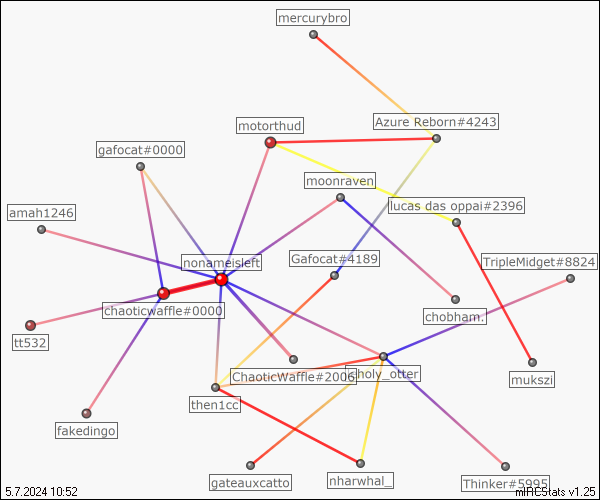 mercurybro
Azure Reborn#4243
motorthud
gafocat#0000
moonraven
lucas das oppai#2396
amah1246
nonameisleft
Gafocat#4189
TripleMidget#8824
chaoticwaffle#0000
chobham
tt532
ChaoticWaffle#2006
choly_otter
mukszi
then1cc
fakedingo
gateauxcatto
nharwhal_
Thinker#5995
5.7.2024 10:52
mIRCStats v1.25